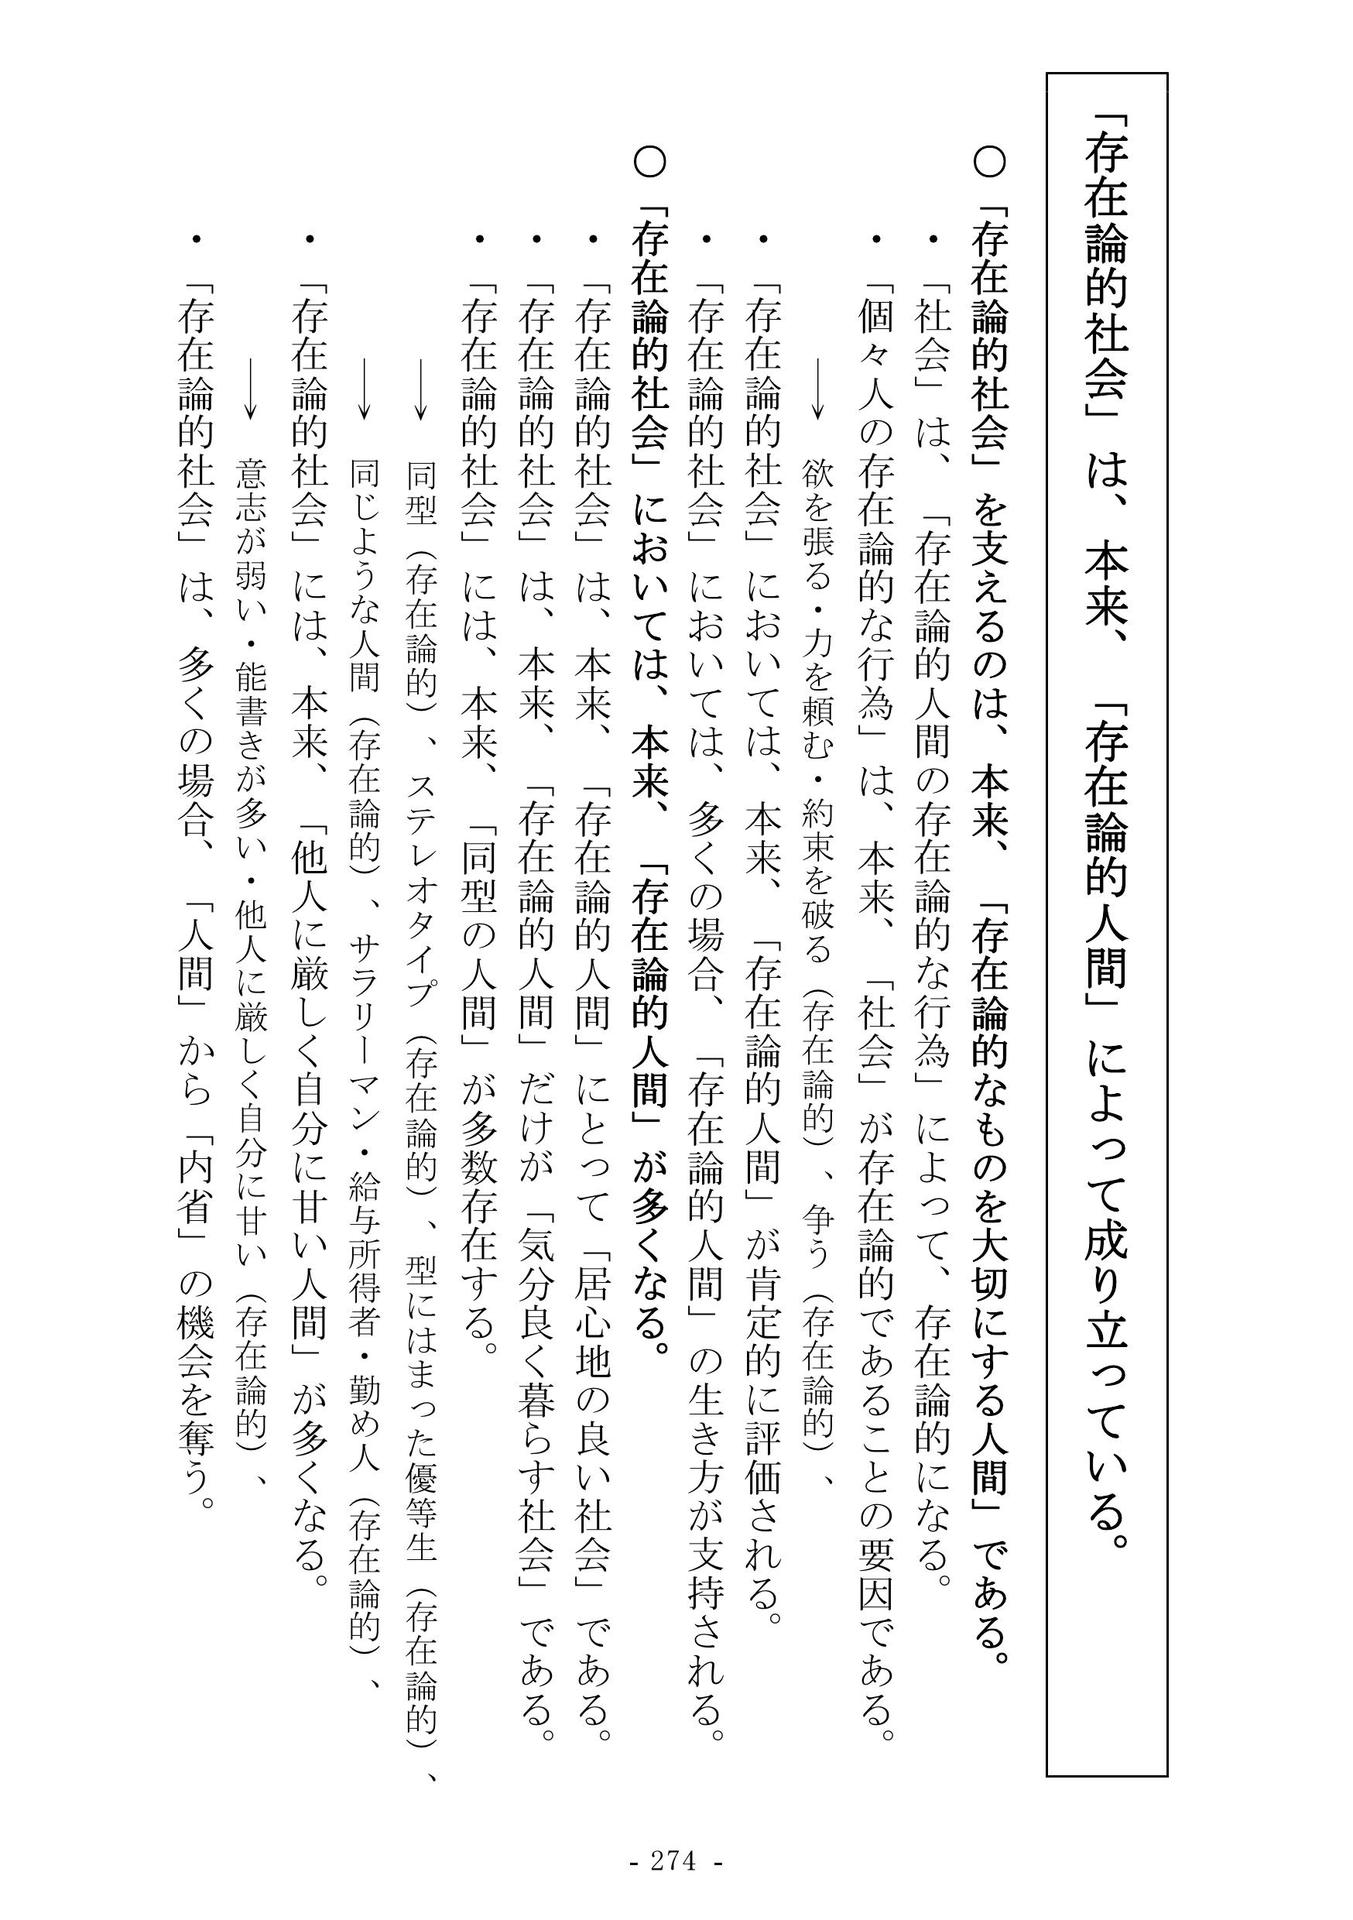 「存在論的社会」は、本来、「存在論的人間」によって成り立っている。
○「存在論的社会」を支えるのは、本来、「存在論的なものを大切にする人間」である。
・「社会」は、「存在論的人間の存在論的な行為」によって、存在論的になる。
・「個々人の存在論的な行為」は、本来、「社会」が存在論的であることの要因である。
→ 欲を張る・力を頼む・約束を破る（存在論的）、争う（存在論的）、
・「存在論的社会」においては、本来、「存在論的人間」が肯定的に評価される。
・「存在論的社会」においては、多くの場合、「存在論的人間」の生き方が支持される。
○「存在論的社会」においては、本来、「存在論的人間」が多くなる。
・「存在論的社会」は、本来、「存在論的人間」にとって「居心地の良い社会」である。
・「存在論的社会」は、本来、「存在論的人間」だけが「気分良く暮らす社会」である。
・「存在論的社会」には、本来、「同型の人間」が多数存在する。
→ 同型（存在論的）、ステレオタイプ（存在論的）、型にはまった優等生（存在論的）、
→ 同じような人間（存在論的）、サラリーマン・給与所得者・勤め人（存在論的）、
・「存在論的社会」には、本来、「他人に厳しく自分に甘い人間」が多くなる。
→ 意志が弱い・能書きが多い・他人に厳しく自分に甘い（存在論的）、
・「存在論的社会」は、多くの場合、「人間」から「内省」の機会を奪う。
- 274 -